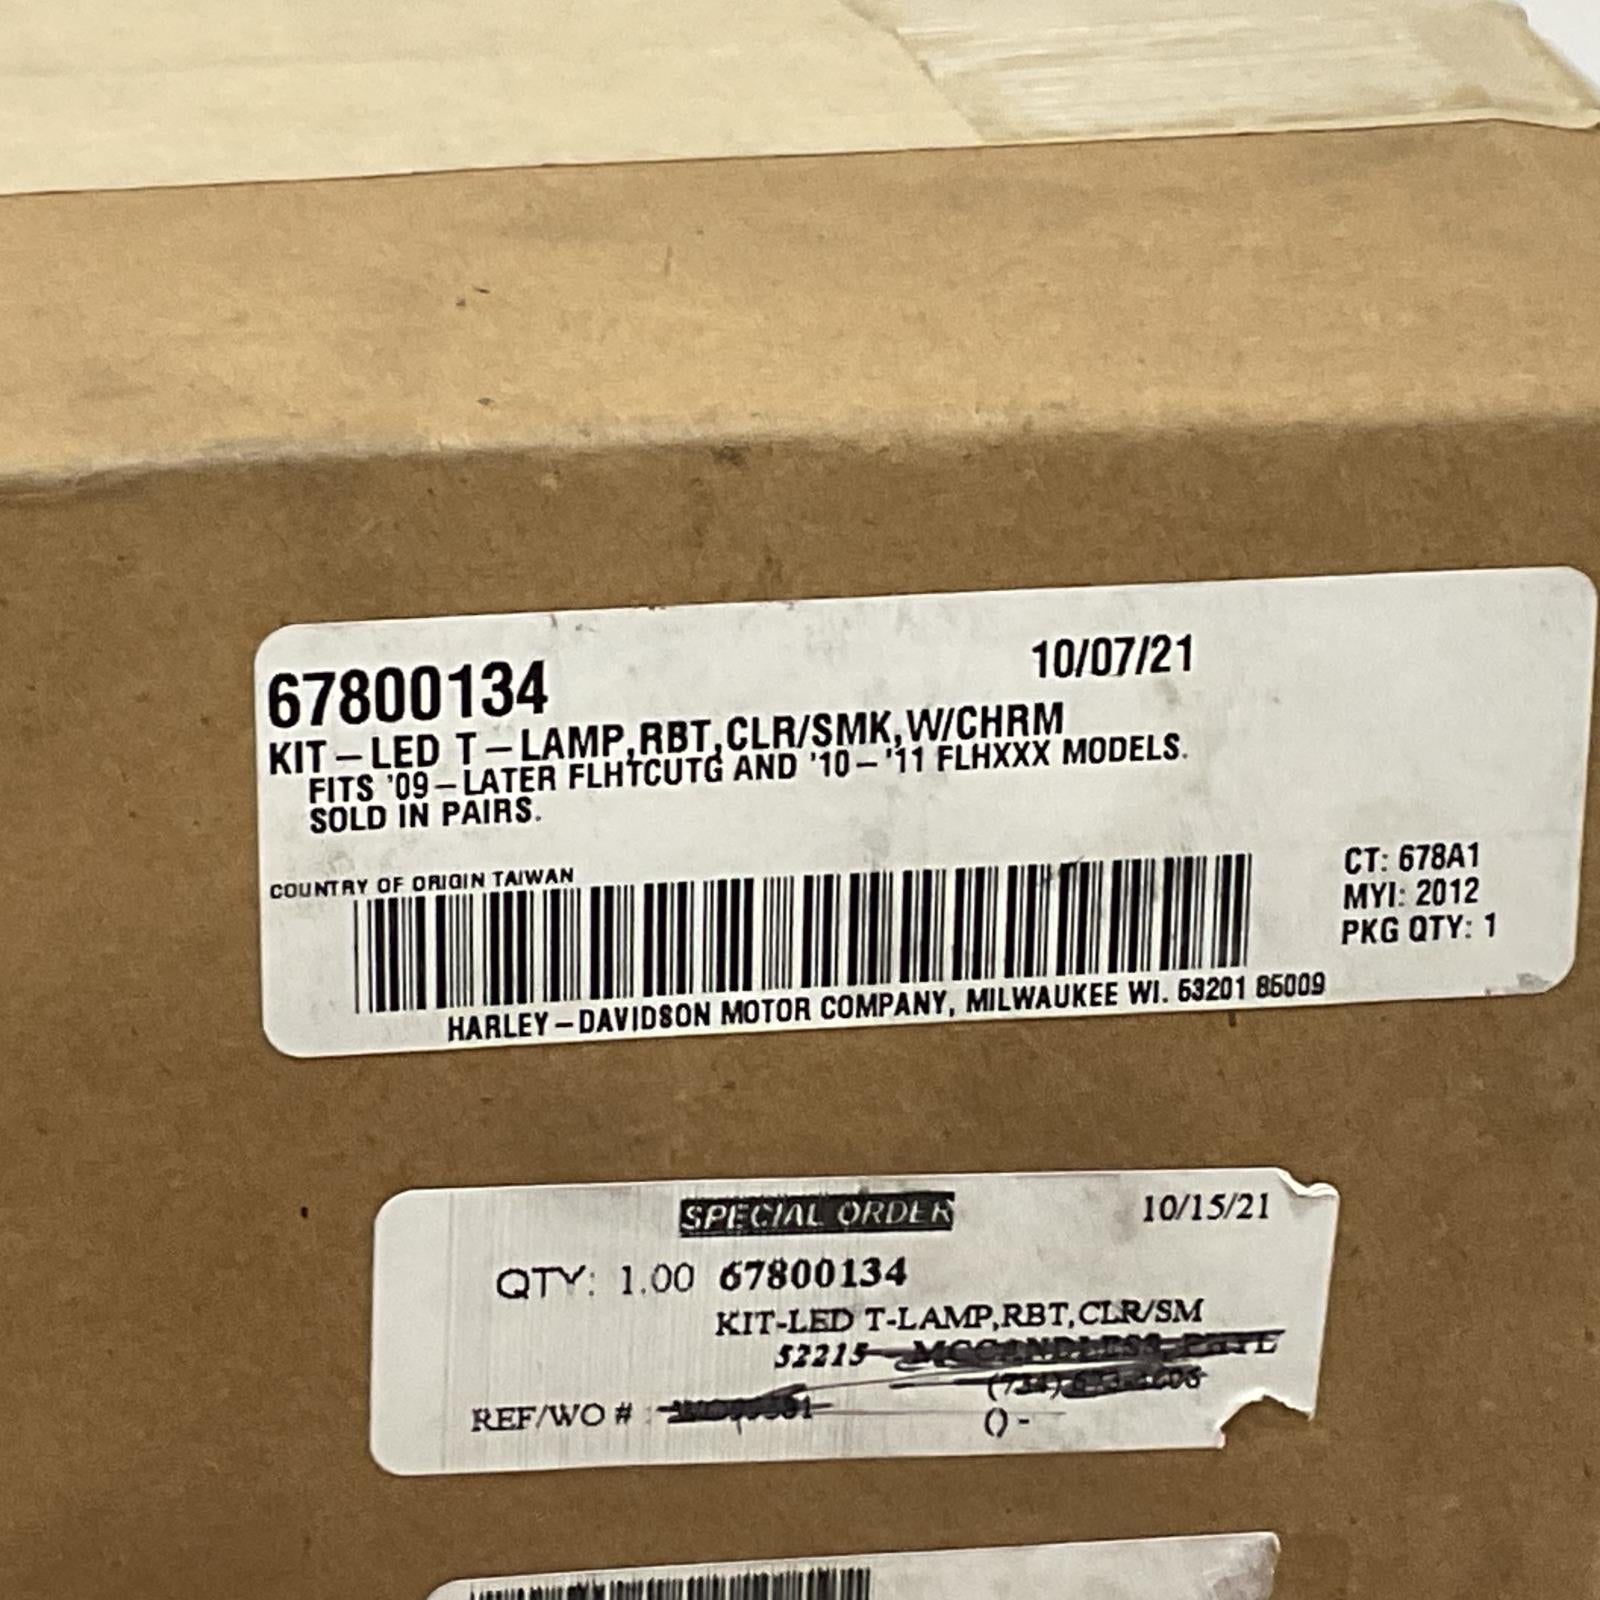 67800134
10/07/21
KIT-LED T-LAMP,RBT,CLR/SMK,W/CHRM
FITS '09-LATER FLHTCUTG AND '10-'11 FLHXXX MODELS.
SOLD IN PAIRS.
COUNTRY OF ORIGIN TAIWAN
CT: 678A1
MYI: 2012
PKG QTY: 1
HARLEY-DAVIDSON MOTOR COMPANY, MILWAUKEE WI. 53201 85009
SPECIAL ORDER
10/15/21
QTY: 1.00 67800134
KIT-LED T-LAMP,RBT,CLR/SM
52215
REF/WO # :
() -